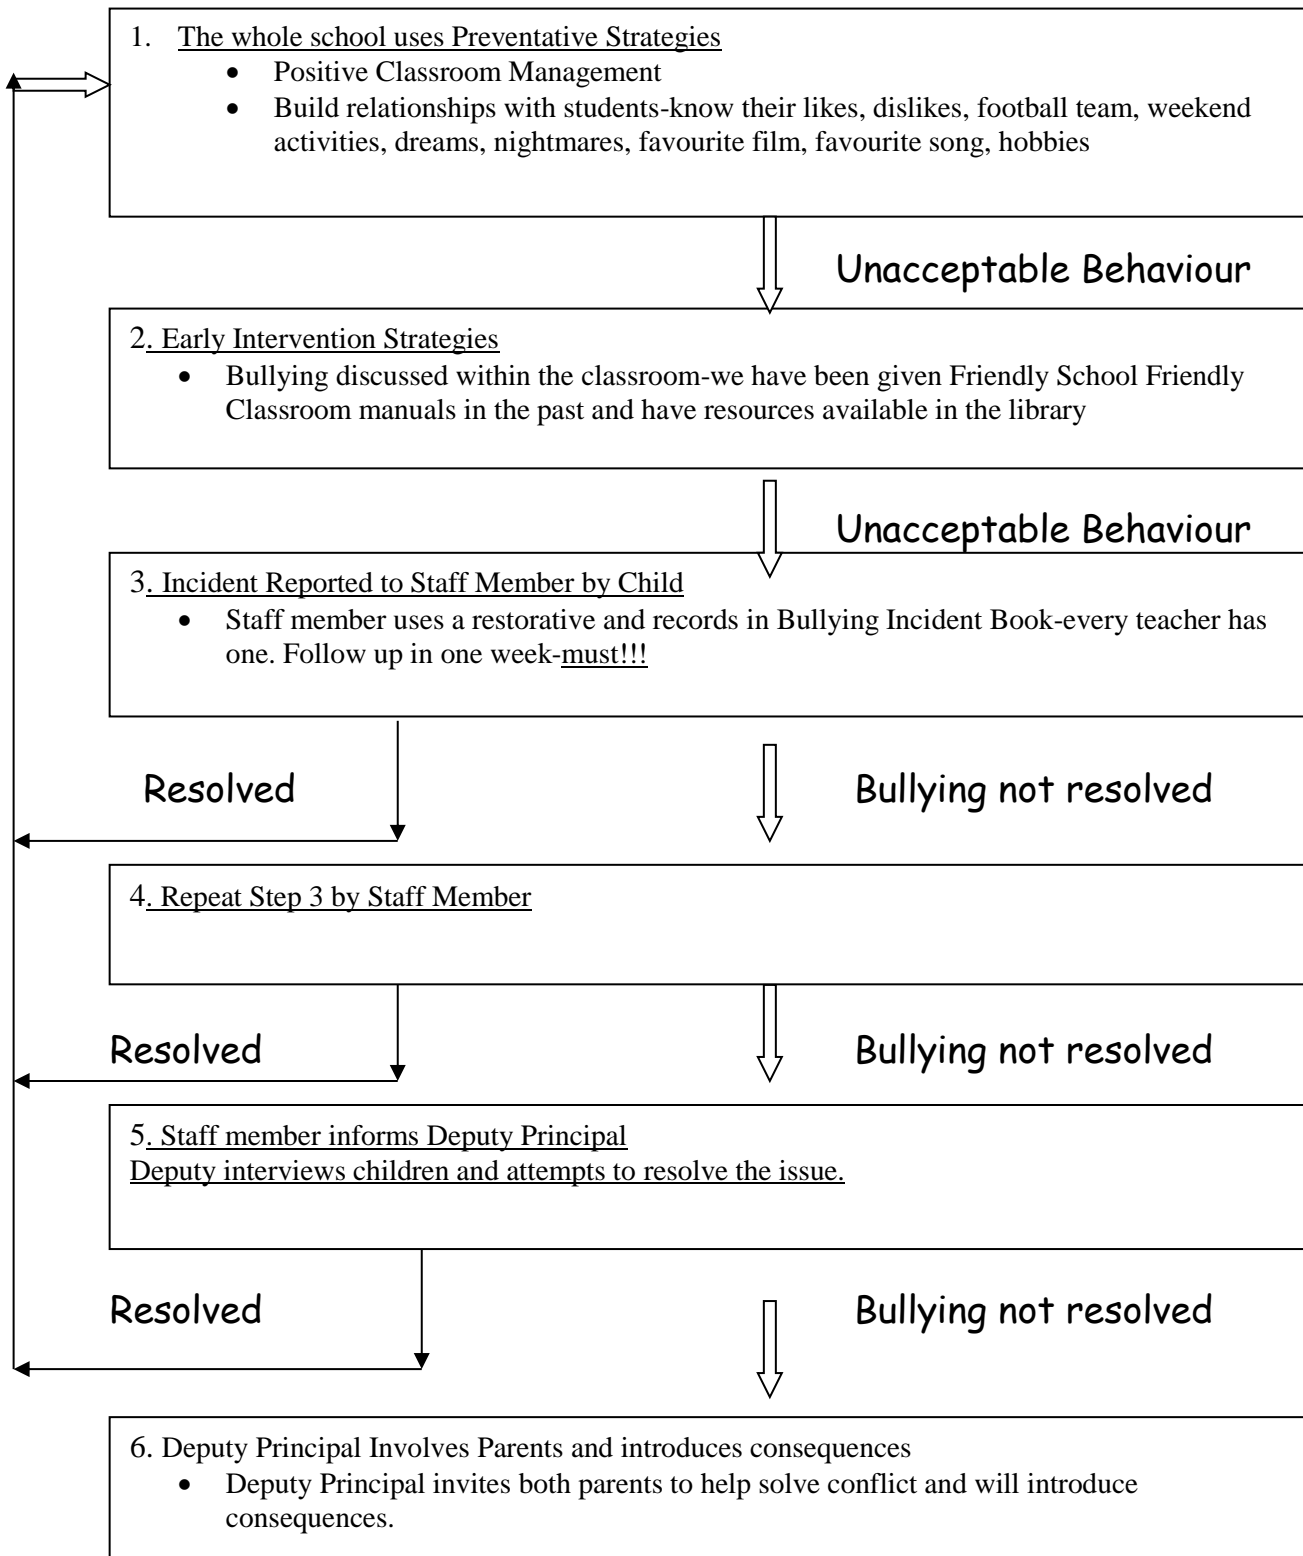 1. The whole school uses Preventative Strategies
• Positive Classroom Management
• Build relationships with students-know their likes, dislikes, football team, weekend
activities, dreams, nightmares, favourite film, favourite song, hobbies
Unacceptable Behaviour
2. Early Intervention Strategies
• Bullying discussed within the classroom-we have been given Friendly School Friendly
Classroom manuals in the past and have resources available in the library
Unacceptable Behaviour
3. Incident Reported to Staff Member by Child
• Staff member uses a restorative and records in Bullying Incident Book-every teacher has
one. Follow up in one week-must!!!
Resolved
Bullying not resolved
4. Repeat Step 3 by Staff Member
Resolved
Bullying not resolved
5. Staff member informs Deputy Principal
Deputy interviews children and attempts to resolve the issue.
Resolved
Bullying not resolved
6. Deputy Principal Involves Parents and introduces consequences
• Deputy Principal invites both parents to help solve conflict and will introduce
consequences.